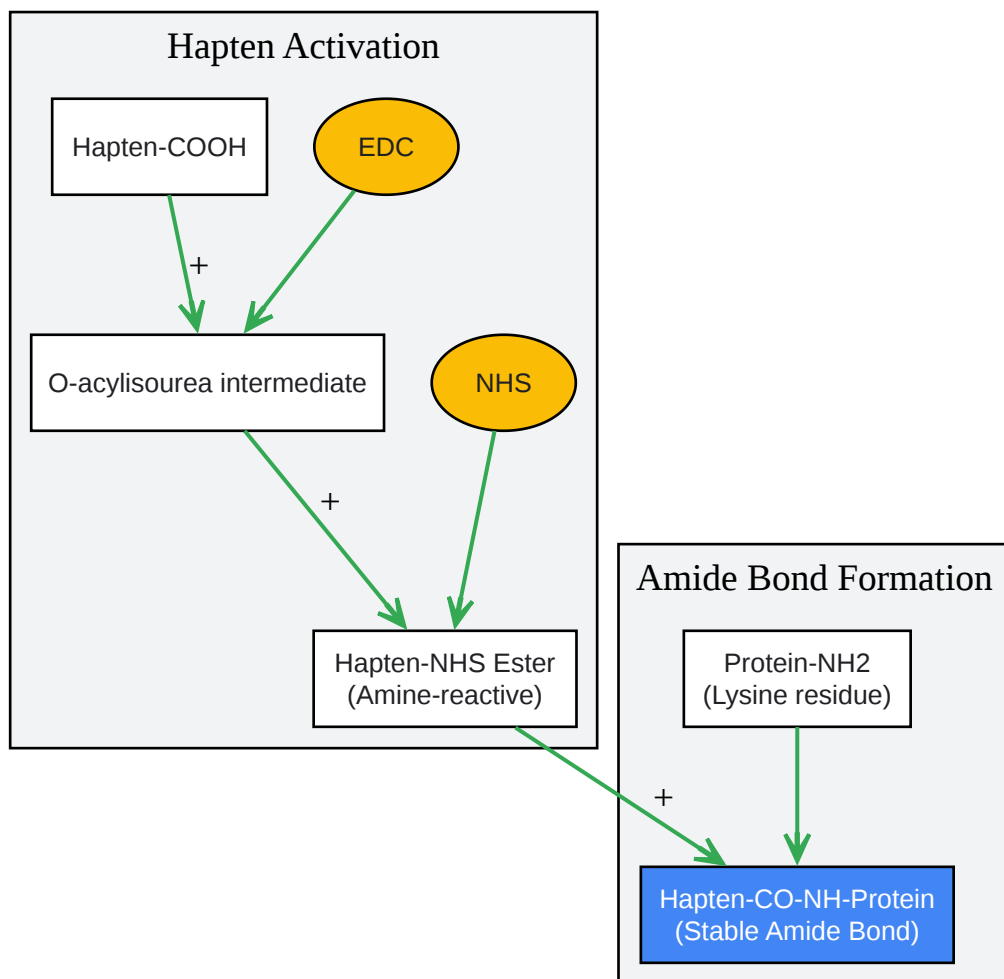 Hapten Activation
Hapten-COOH
EDC
+
O-acylisourea intermediate
NHS
+
Amide Bond Formation
Hapten-NHS Ester
(Amine-reactive)
Protein-NH2
(Lysine residue)
+
Hapten-CO-NH-Protein
(Stable Amide Bond)